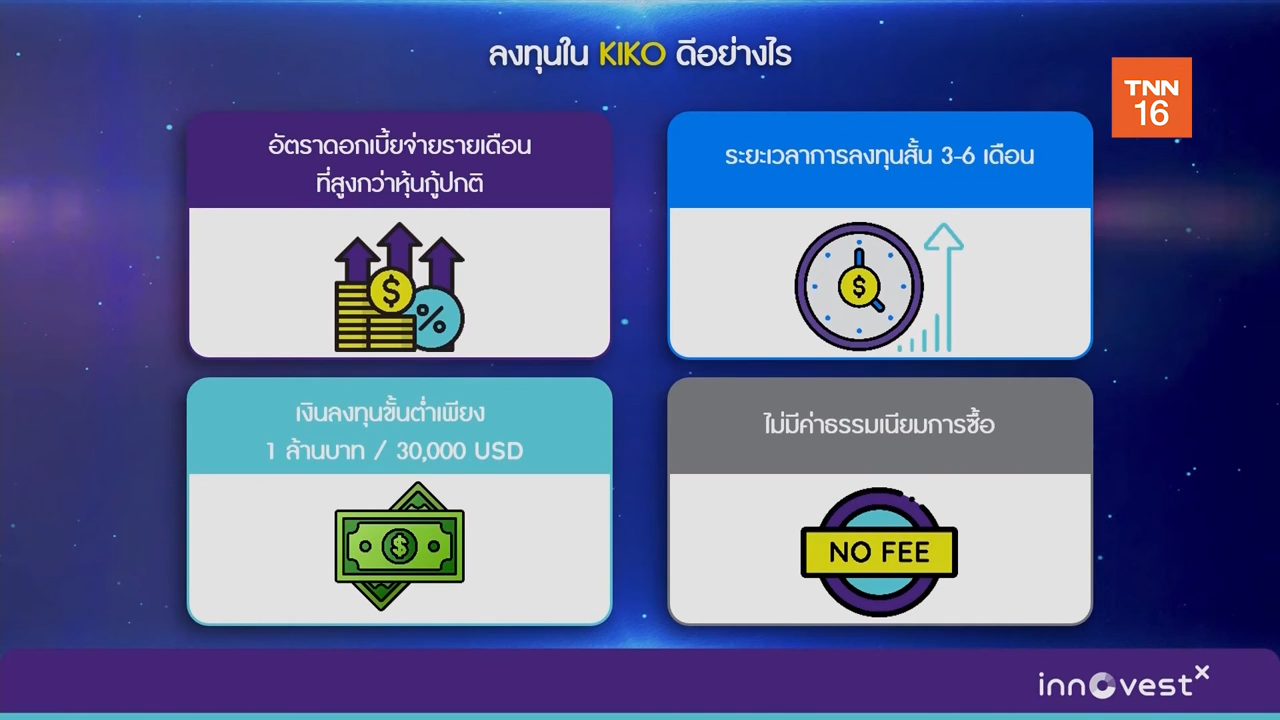 ลงทุนใน KIKO ดีอย่างไร
TNN
16
อัตราดอกเบี้ยจ่ายรายเดือน
ที่สูงกว่าหุ้นกู้ปกติ
$
%
ระยะเวลาการลงทุนสั้น 3-6 เดือน
$
เงินลงทุนขั้นต่ำเพียง
1 ล้านบาท / 30,000 USD
$
ไม่มีค่าธรรมเนียมการซื้อ
NO FEE
innovestx